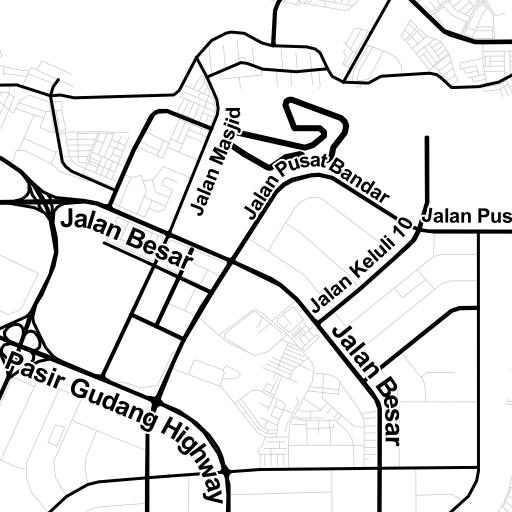 Jalan Masjid
Jalan Pusat Bandar
Jalan Pus
Jalan Besar
Jalan Keluli 10
Jalan Besar
Pasir Gudang Highway